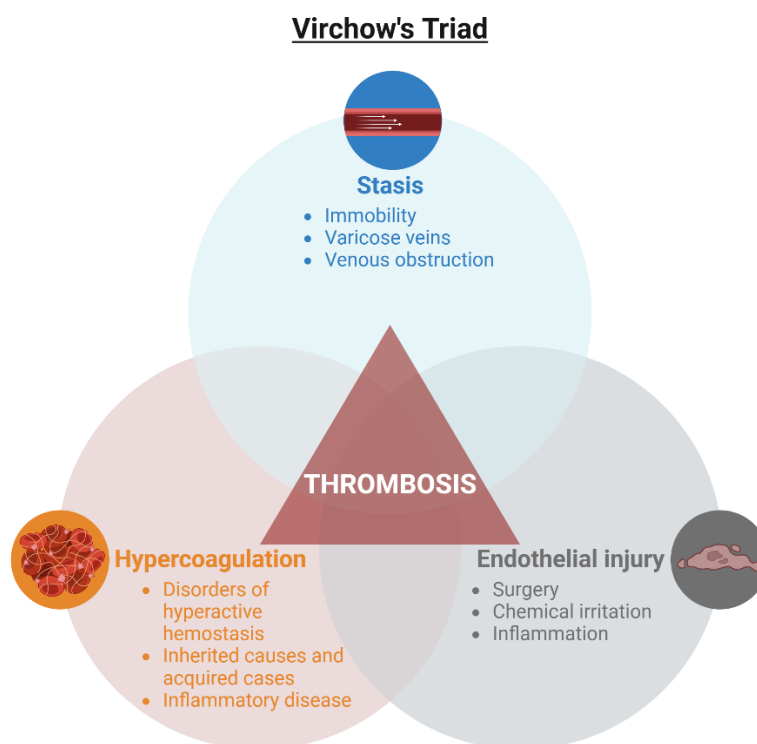 Virchow's Triad
Stasis
• Immobility
• Varicose veins
• Venous obstruction
THROMBOSIS
Hypercoagulation
• Disorders of
hyperactive
hemostasis
• Inherited causes and
acquired cases
• Inflammatory disease
Endothelial injury
• Surgery
• Chemical irritation
• Inflammation